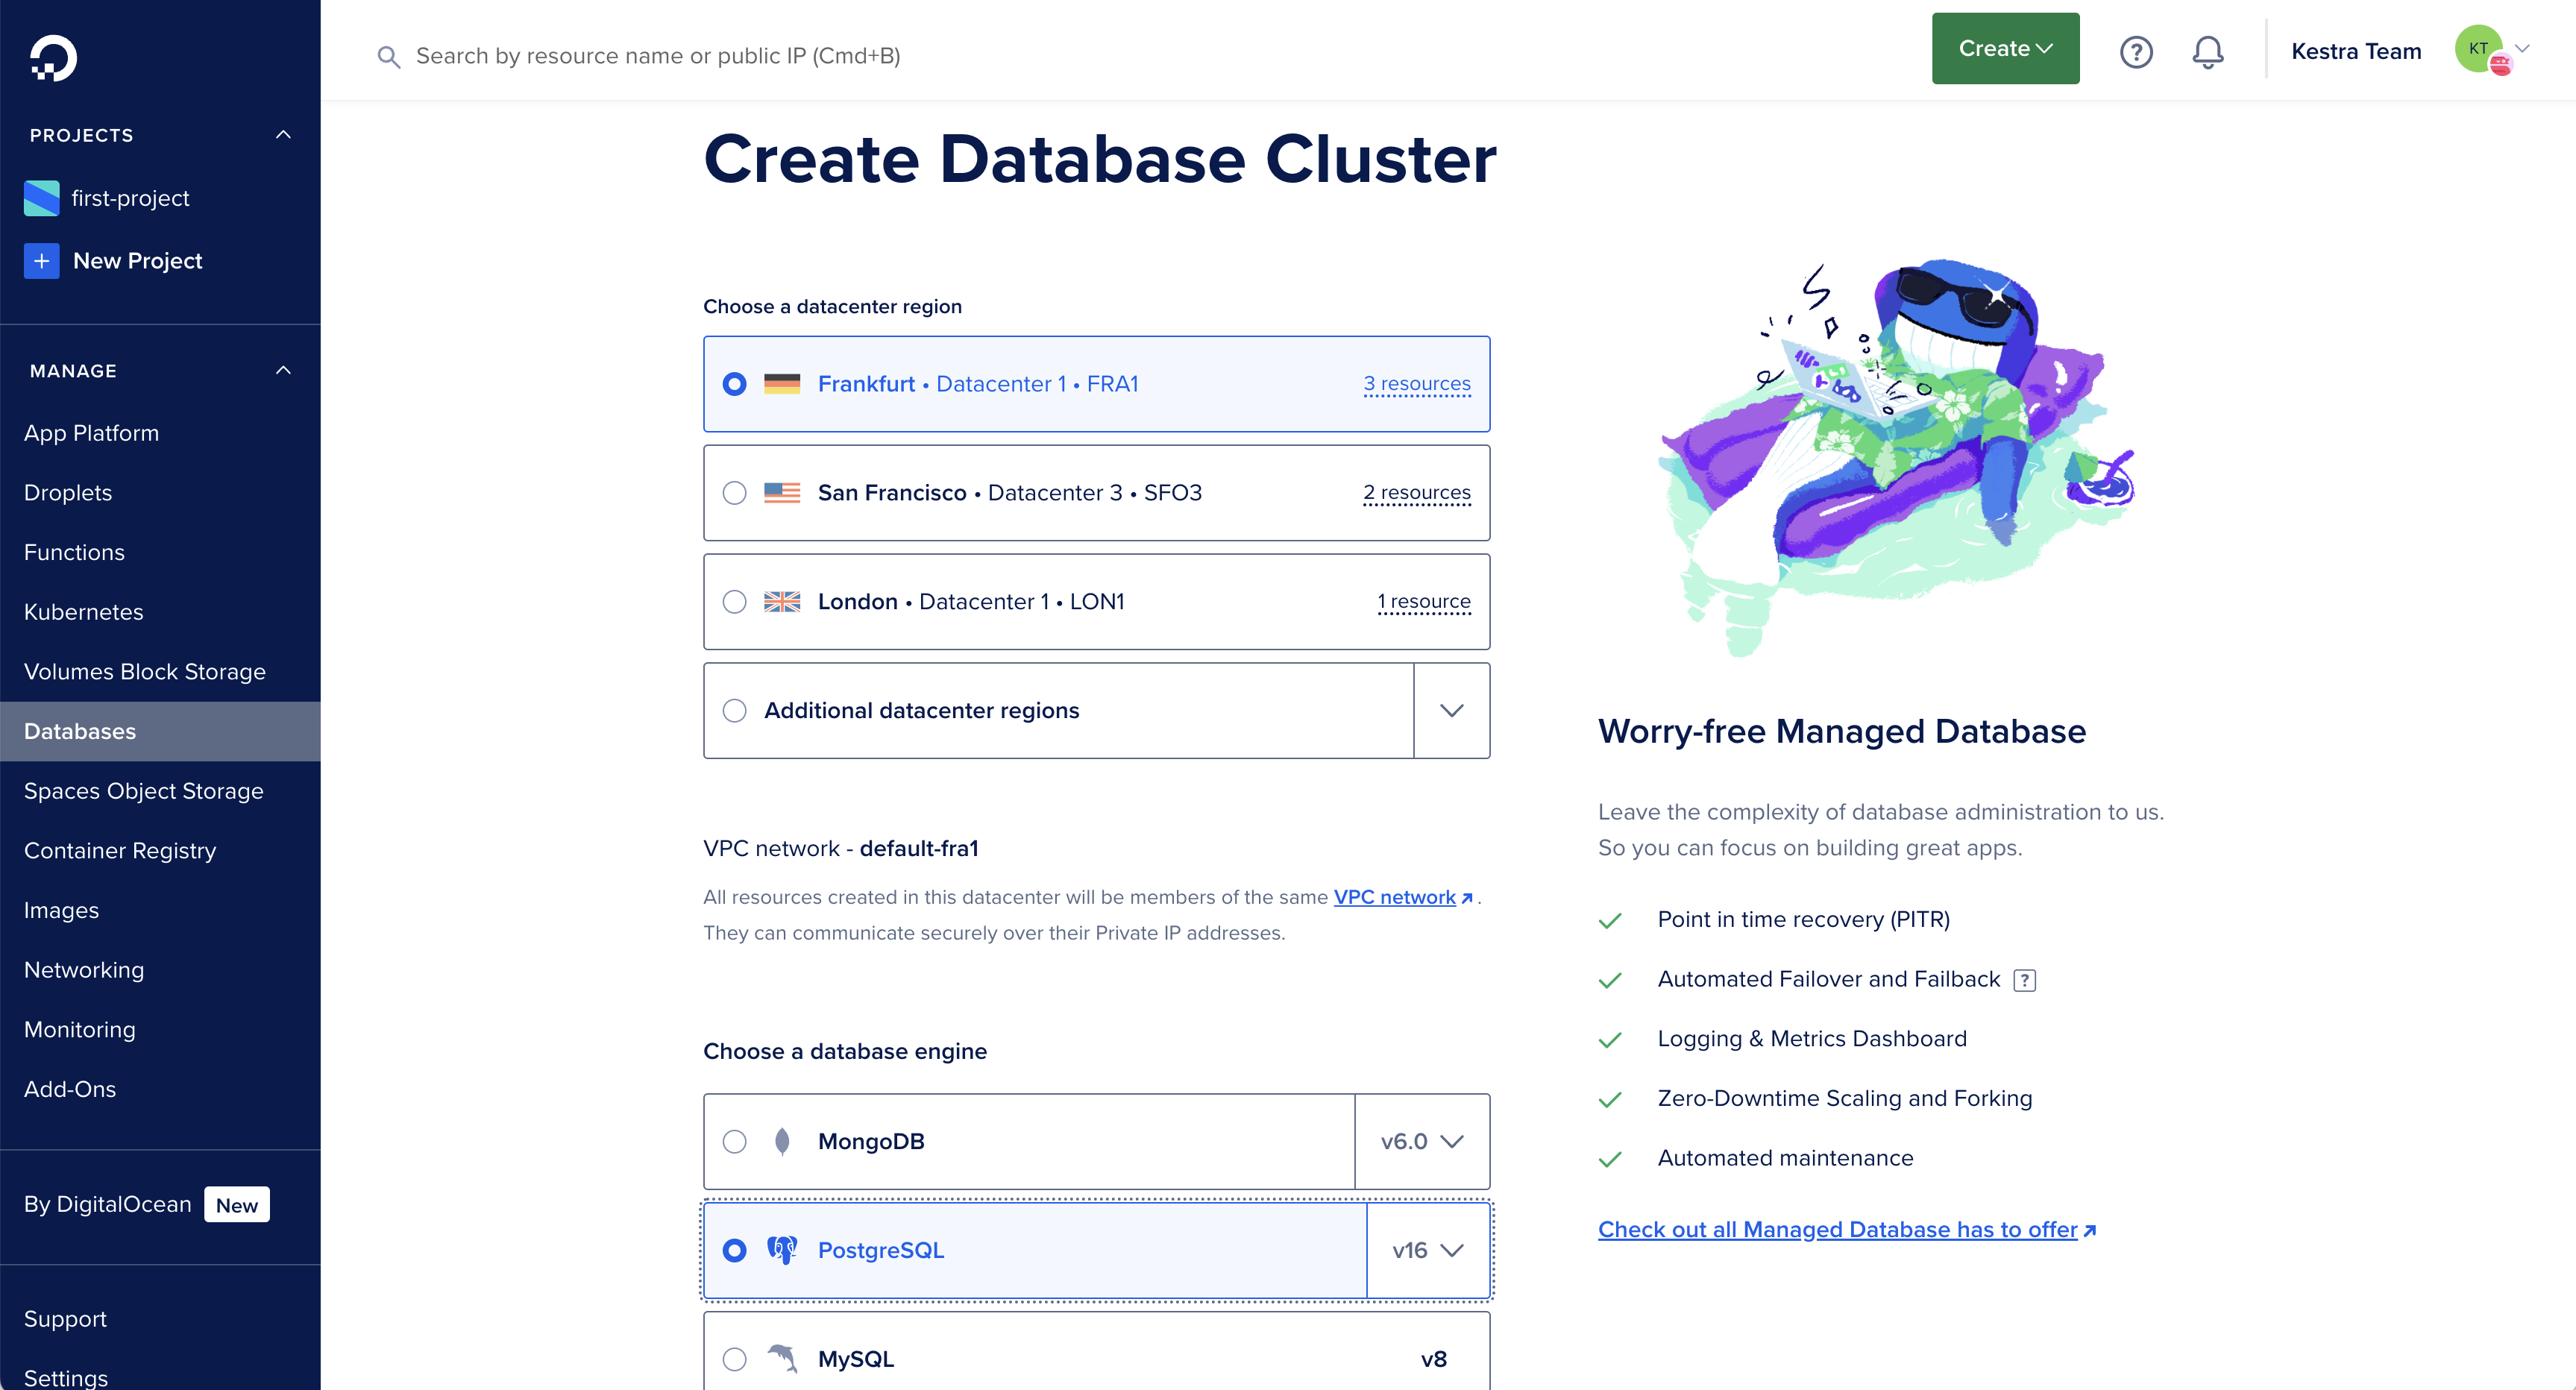 Search by resource name or public IP (Cmd+B)
Create
Kestra Team
KT
PROJECTS
first-project
New Project
MANAGE
App Platform
Droplets
Functions
Kubernetes
Volumes Block Storage
Databases
Spaces Object Storage
Container Registry
Images
Networking
Monitoring
Add-Ons
By DigitalOcean New
Support
Settings
Create Database Cluster
Choose a datacenter region
Frankfurt • Datacenter 1 • FRA1 3 resources
San Francisco • Datacenter 3 • SFO3 2 resources
London • Datacenter 1 • LON1 1 resource
Additional datacenter regions
VPC network - default-fra1
All resources created in this datacenter will be members of the same VPC network.
They can communicate securely over their Private IP addresses.
Choose a database engine
MongoDB v6.0
PostgreSQL v16
MySQL v8
Worry-free Managed Database
Leave the complexity of database administration to us.
So you can focus on building great apps.
Point in time recovery (PITR)
Automated Failover and Failback ?
Logging & Metrics Dashboard
Zero-Downtime Scaling and Forking
Automated maintenance
Check out all Managed Database has to offer